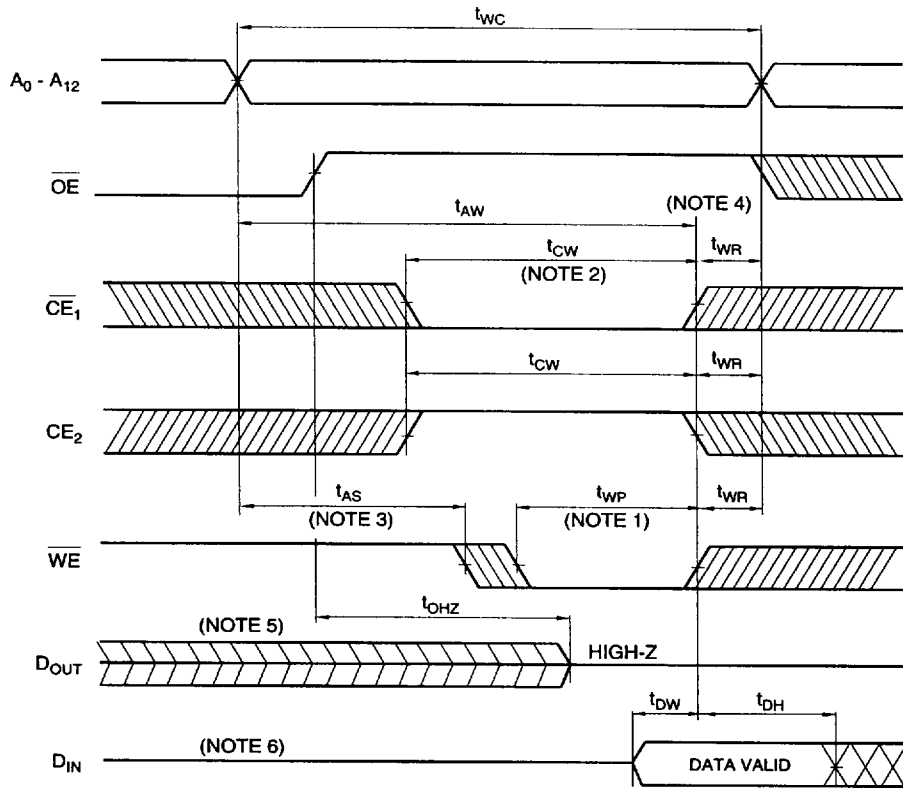 tWC
A0 - A12
OE
tAW
(NOTE 4)
tCW
(NOTE 2)
tWR
CE1
tCW
tWR
CE2
tAS
(NOTE 3)
tWP
(NOTE 1)
tWR
WE
tOHZ
(NOTE 5)
DOUT
HIGH-Z
tDW
tDH
(NOTE 6)
DIN
DATA VALID